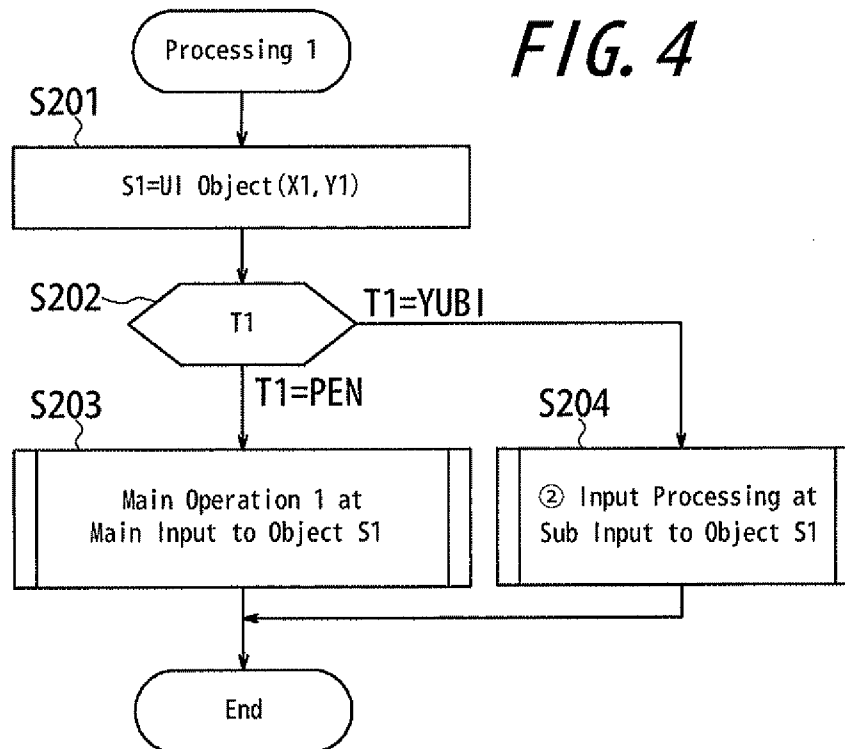 Processing 1
FIG. 4
S201
S1=UI Object(X1,Y1)
S202
T1
T1=YUBI
T1=PEN
S203
Main Operation 1 at
Main Input to Object S1
S204
② Input Processing at
Sub Input to Object S1
End